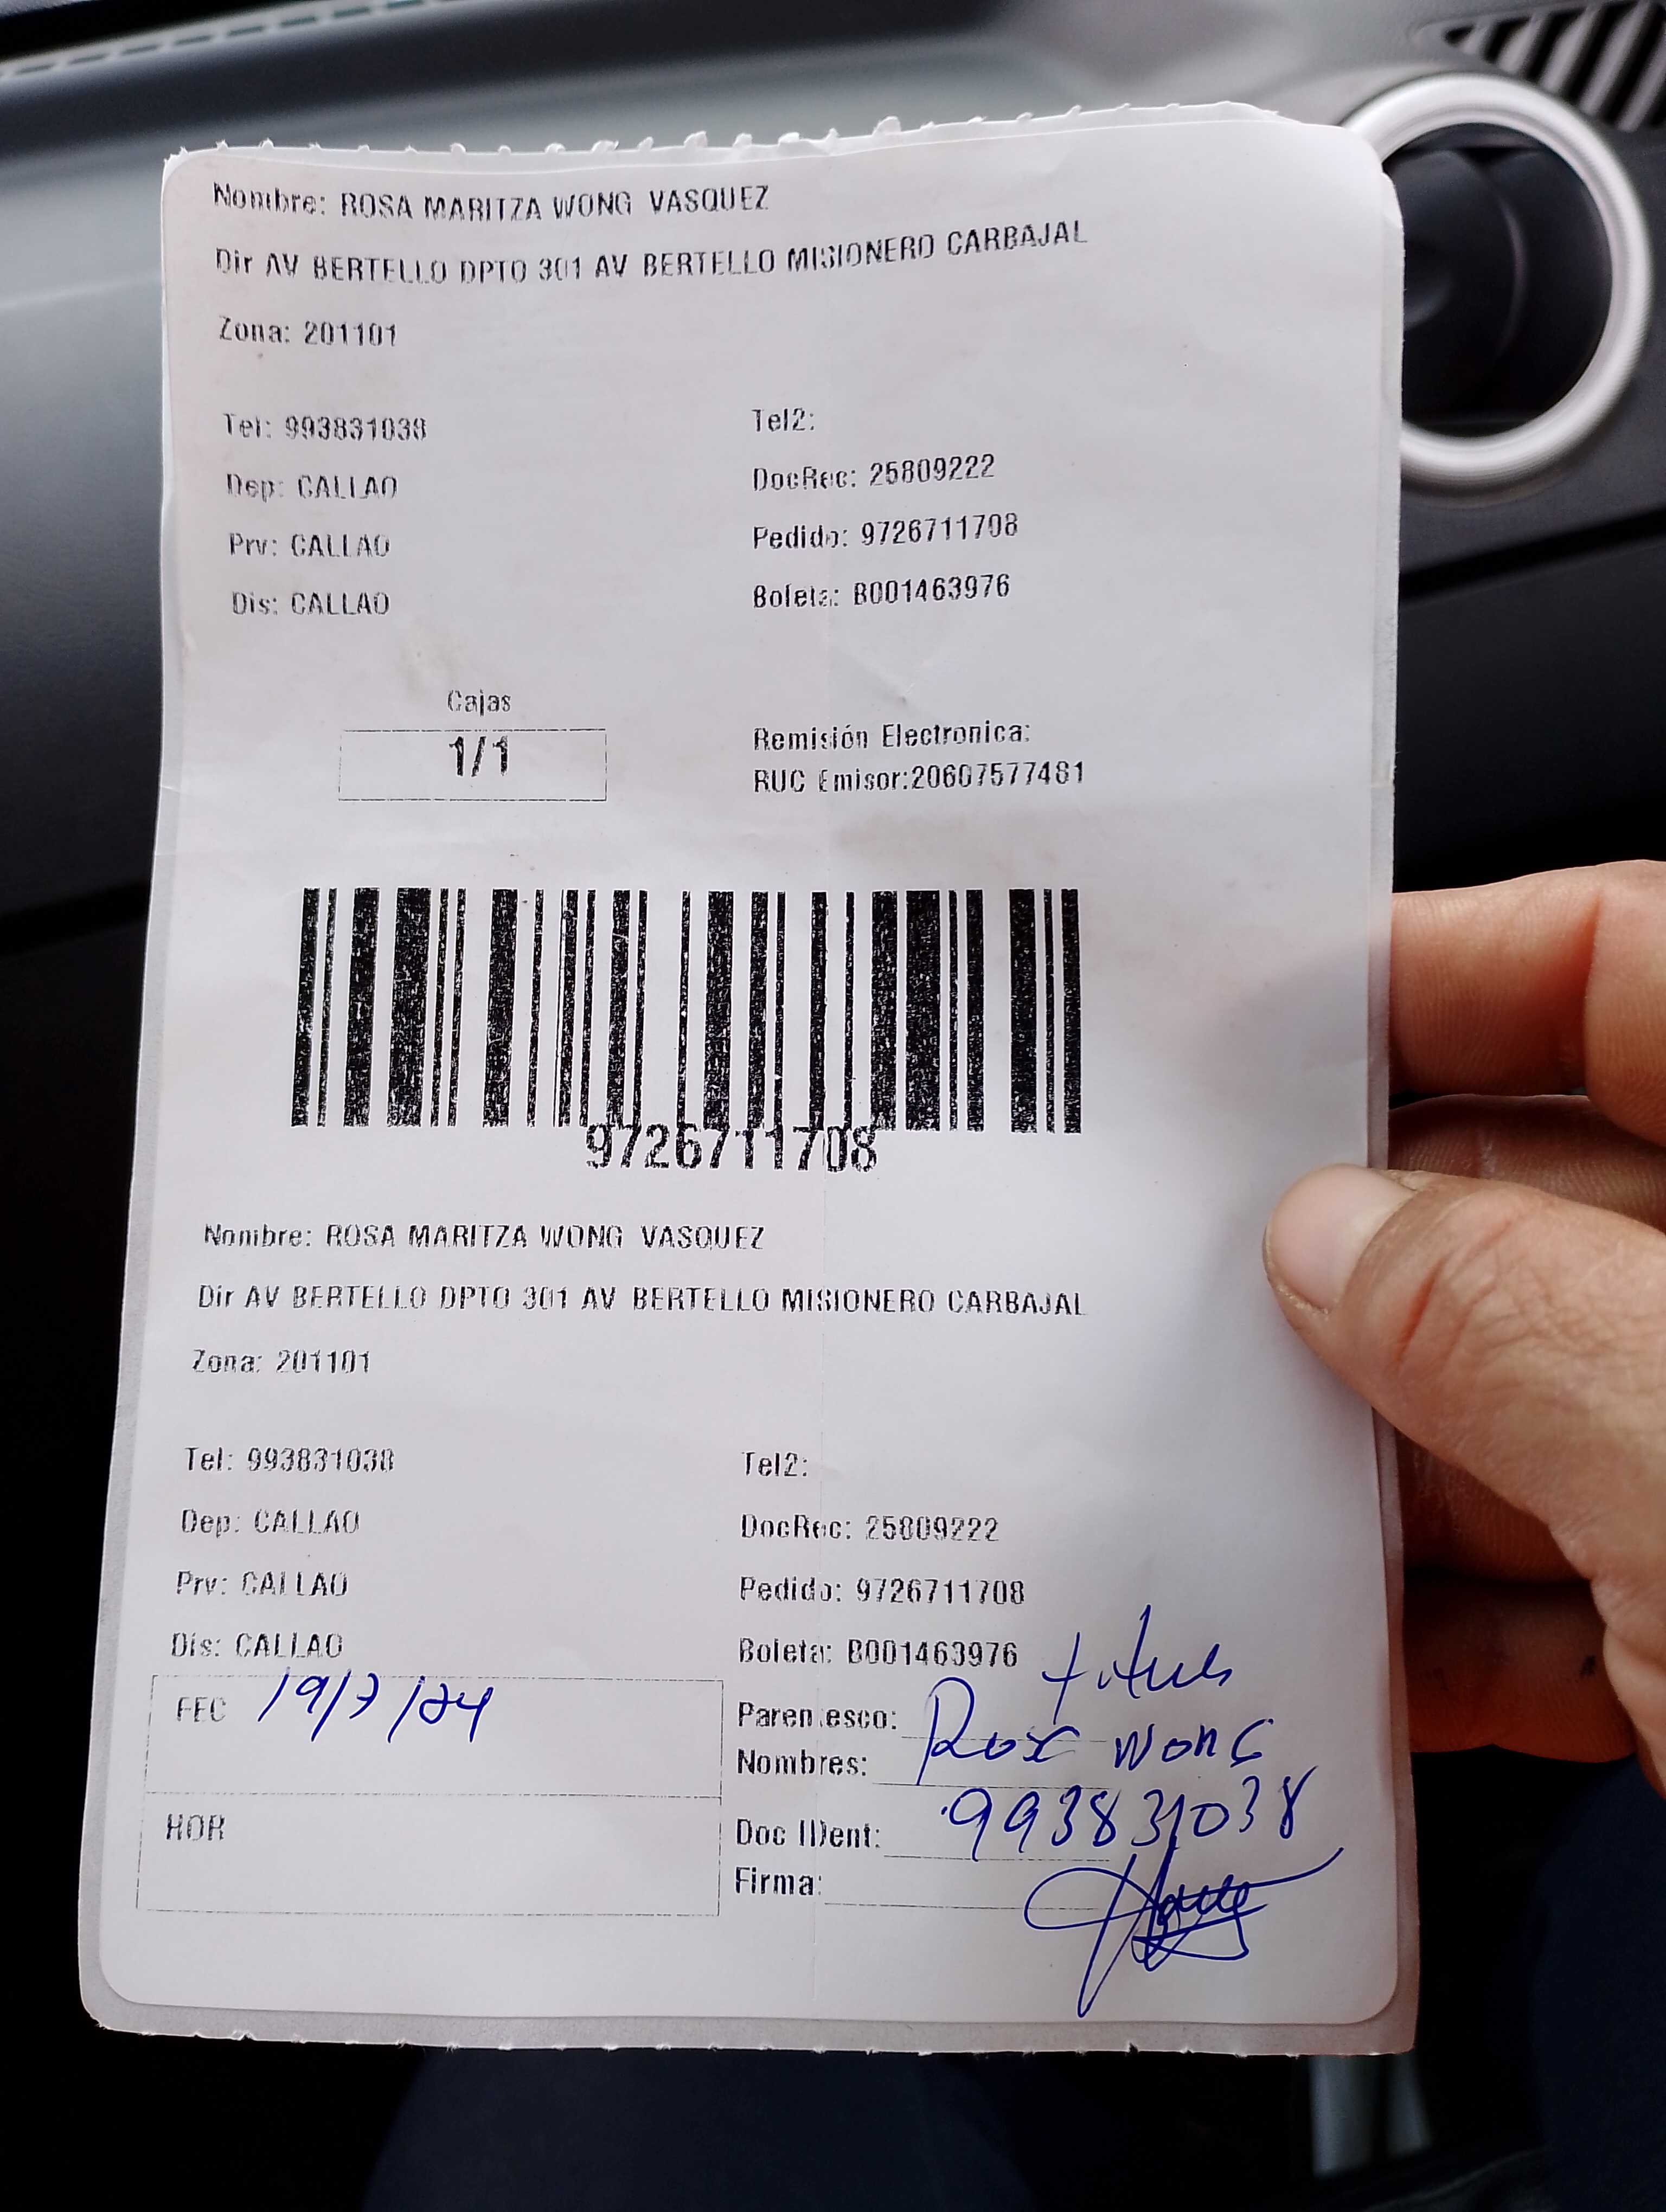 Nombre: ROSA MARITZA WONG VASQUEZ
Dir AV BERTELLO DPTO 301 AV BERTELLO MISIONERO CARBAJAL
Zona: 201101
Tel: 993831038 Tel2:
Dep: CALLAO DocRec: 25809222
Prv: CALLAO Pedido: 9726711708
Dis: CALLAO Boleta: B001463976
Cajas
1/1
Remisión Electronica:
RUC Emisor:20607577481
9726711708
Nombre: ROSA MARITZA WONG VASQUEZ
Dir AV BERTELLO DPTO 301 AV BERTELLO MISIONERO CARBAJAL
Zona: 201101
Tel: 993831038 Tel2:
Dep: CALLAO DocRec: 25809222
Prv: CALLAO Pedido: 9726711708
Dis: CALLAO Boleta: B001463976
FEC 19/7/24
Parentesco:
Nombres: Rosa Wong
HOR
Doc IDent: 993831038
Firma: